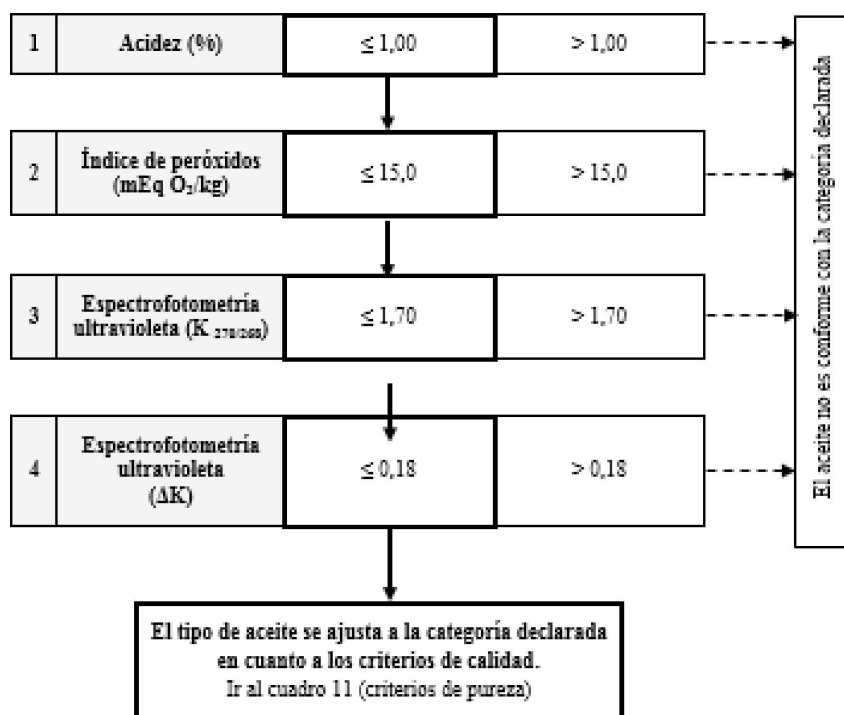 1
Acidez (%)
≤ 1,00
> 1,00
2
Índice de peróxidos
(mEq O₂/kg)
≤ 15,0
> 15,0
3
Espectrofotometría
ultravioleta (K 270/268)
≤ 1,70
> 1,70
4
Espectrofotometría
ultravioleta
(ΔK)
≤ 0,18
> 0,18
El aceite no es conforme con la categoría declarada
El tipo de aceite se ajusta a la categoría declarada
en cuanto a los criterios de calidad.
Ir al cuadro 11 (criterios de pureza)